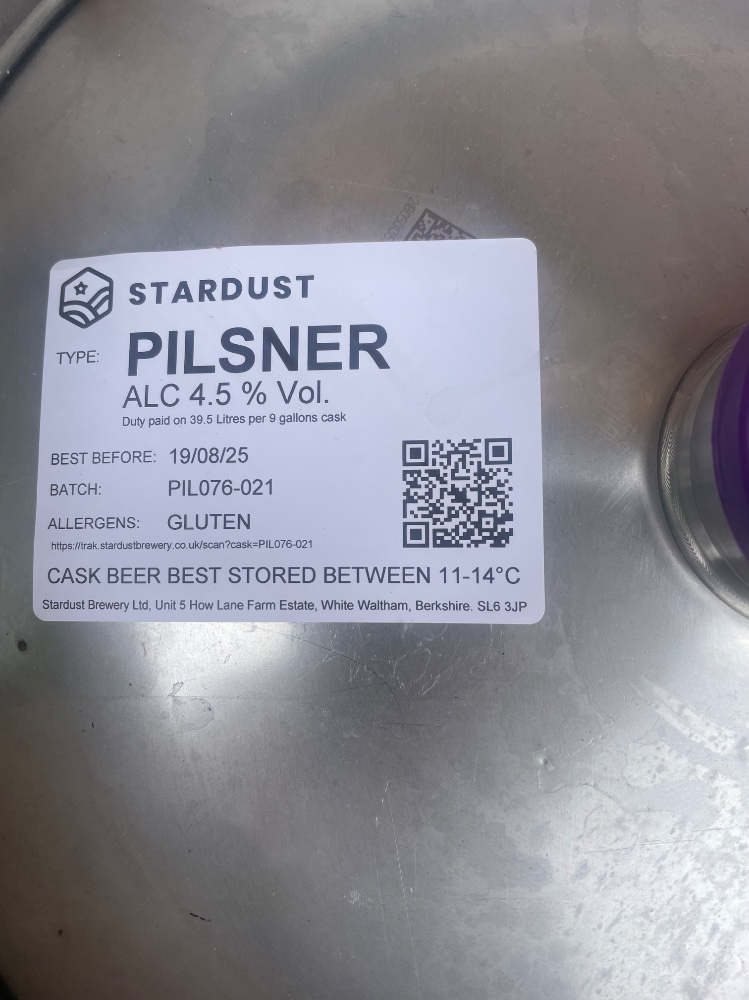 STARDUST
TYPE: PILSNER
ALC 4.5 % Vol.
Duty paid on 39.5 Litres per 9 gallons cask
BEST BEFORE: 19/08/25
BATCH: PIL076-021
ALLERGENS: GLUTEN
https://trak.stardustbrewery.co.uk/scan?cask=PIL076-021
CASK BEER BEST STORED BETWEEN 11-14°C
Stardust Brewery Ltd, Unit 5 How Lane Farm Estate, White Waltham, Berkshire. SL6 3JP